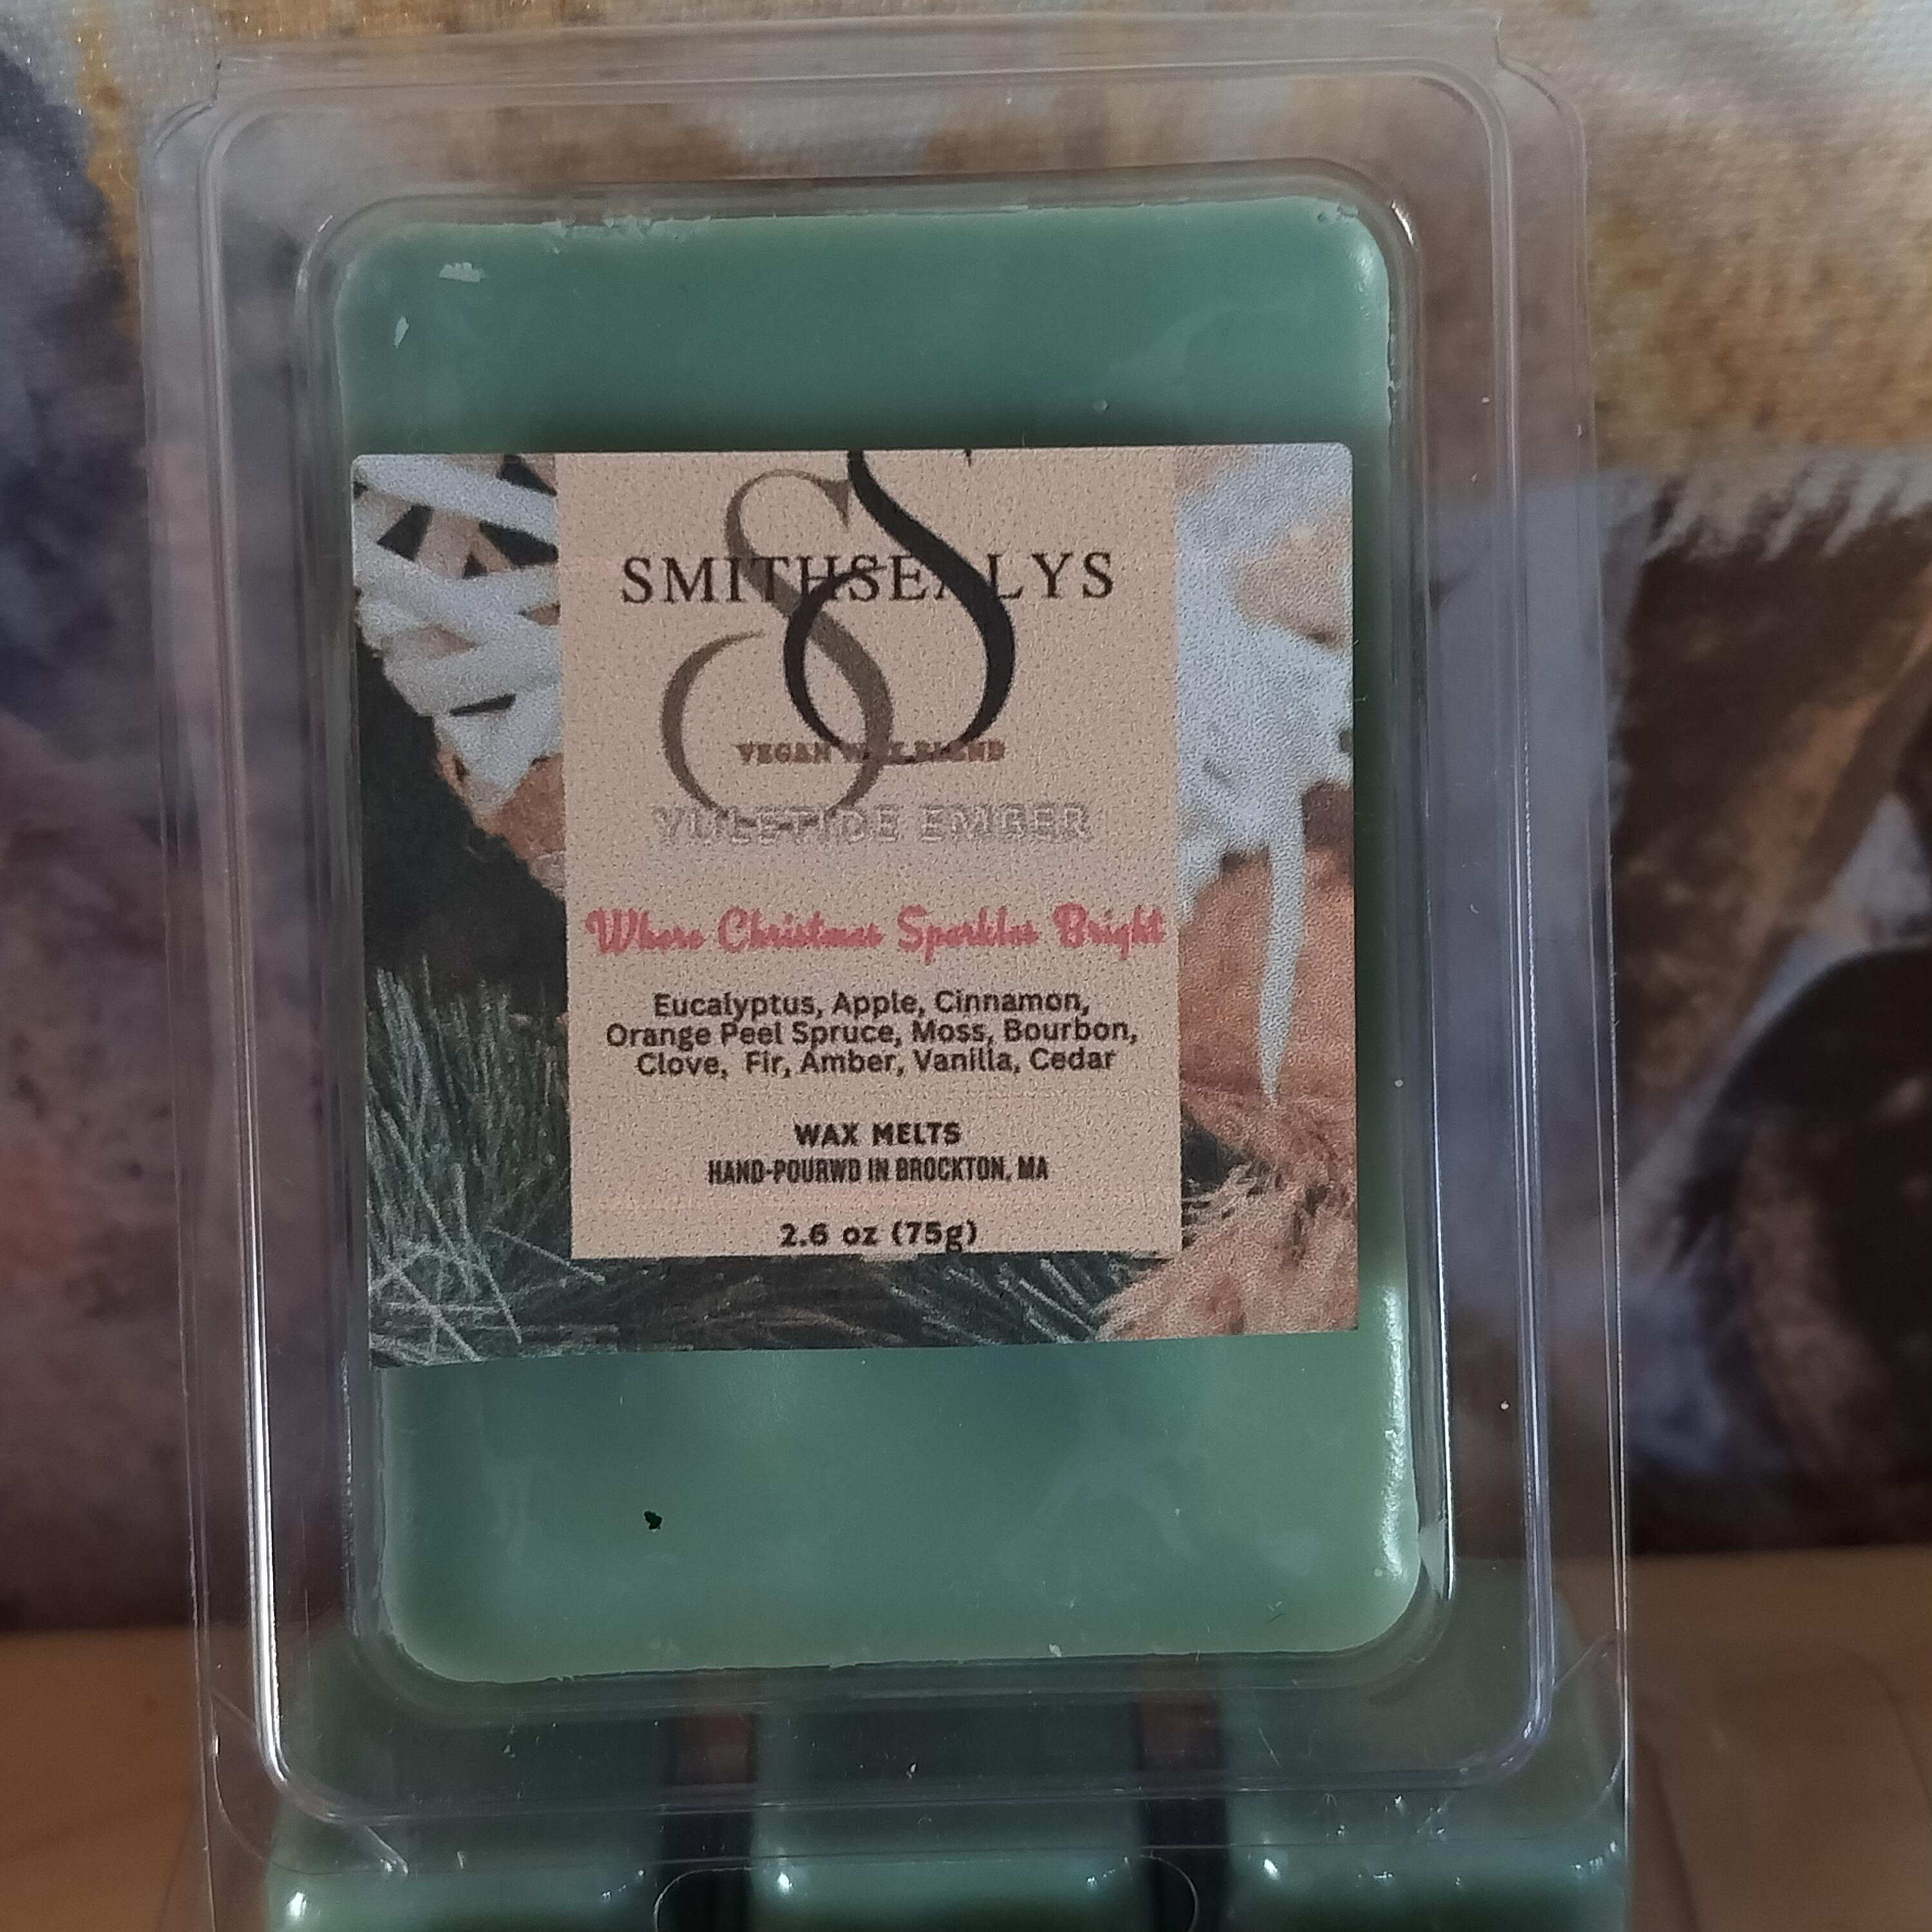 SS
SMITHSEALYS
VEGAN WAX BLEND
YULETIDE EMBER
Where Christmas Sparkles Bright
Eucalyptus, Apple, Cinnamon,
Orange Peel Spruce, Moss, Bourbon,
Clove, Fir, Amber, Vanilla, Cedar
WAX MELTS
HAND-POURWD IN BROCKTON, MA
2.6 oz (75g)